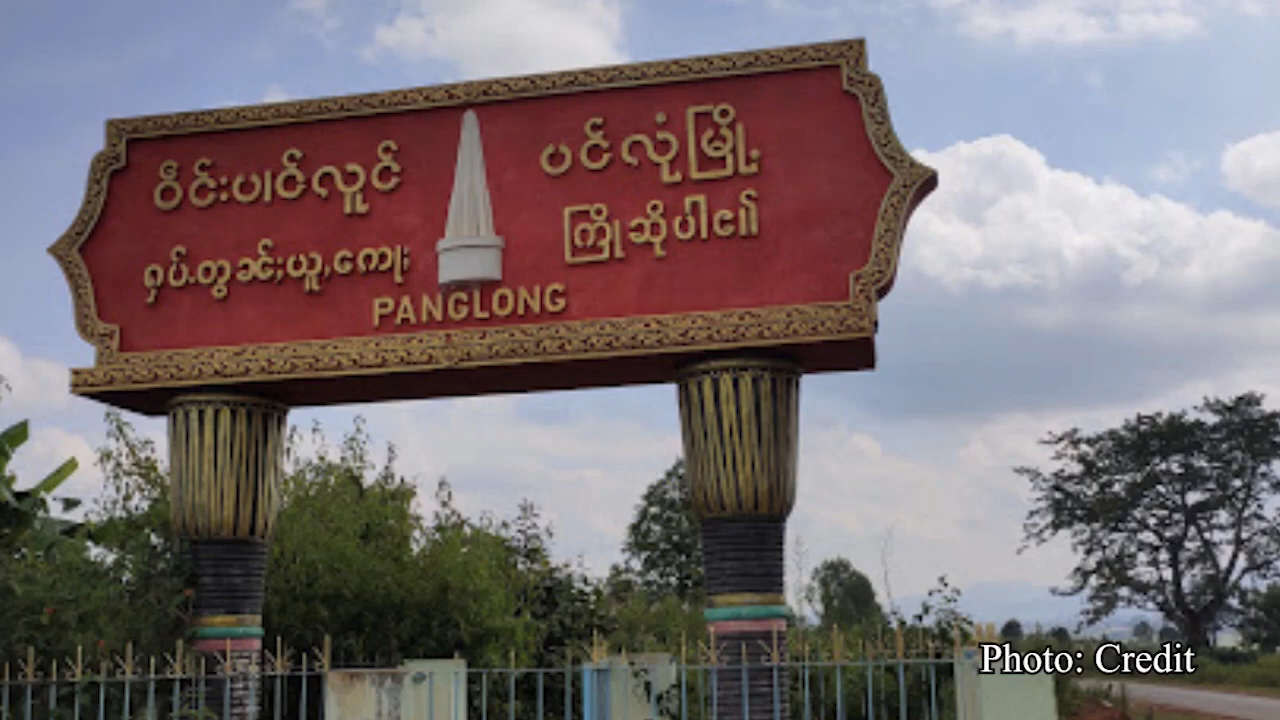 ဝဵင်းပၢင်လူင်
ႁပ်ႉတွၼ်ႈယူႇၵေႃႈ
ပင်လုံမြို့
ကြိုဆိုပါ၏
PANGLONG
Photo: Credit